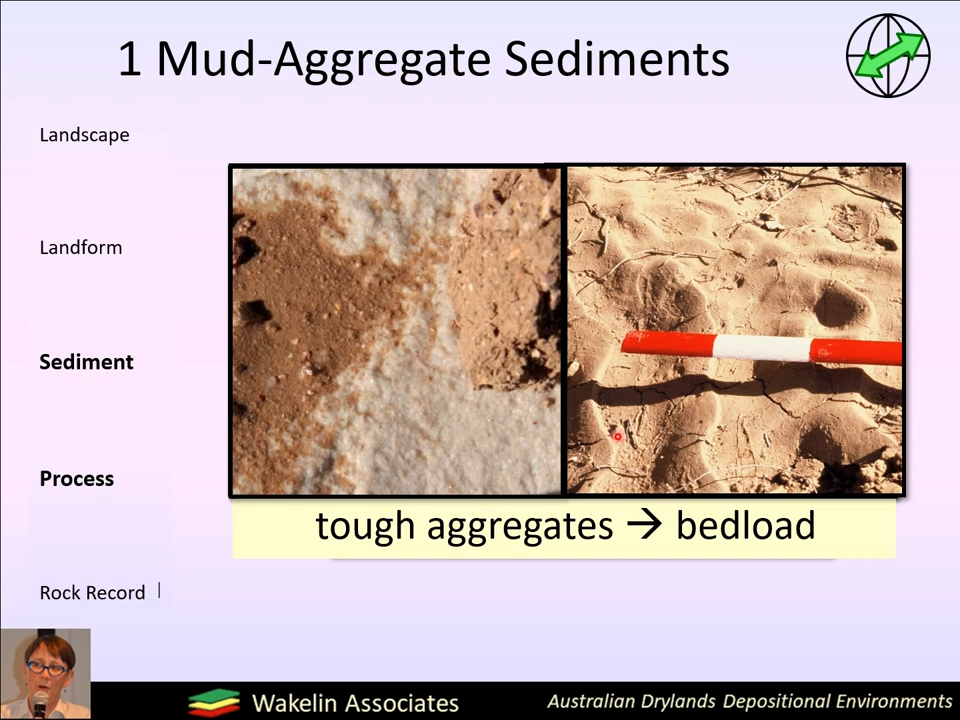 1 Mud-Aggregate Sediments
Landscape
Landform
Sediment
Process
Rock Record
tough aggregates → bedload
Wakelin Associates
Australian Drylands Depositional Environments